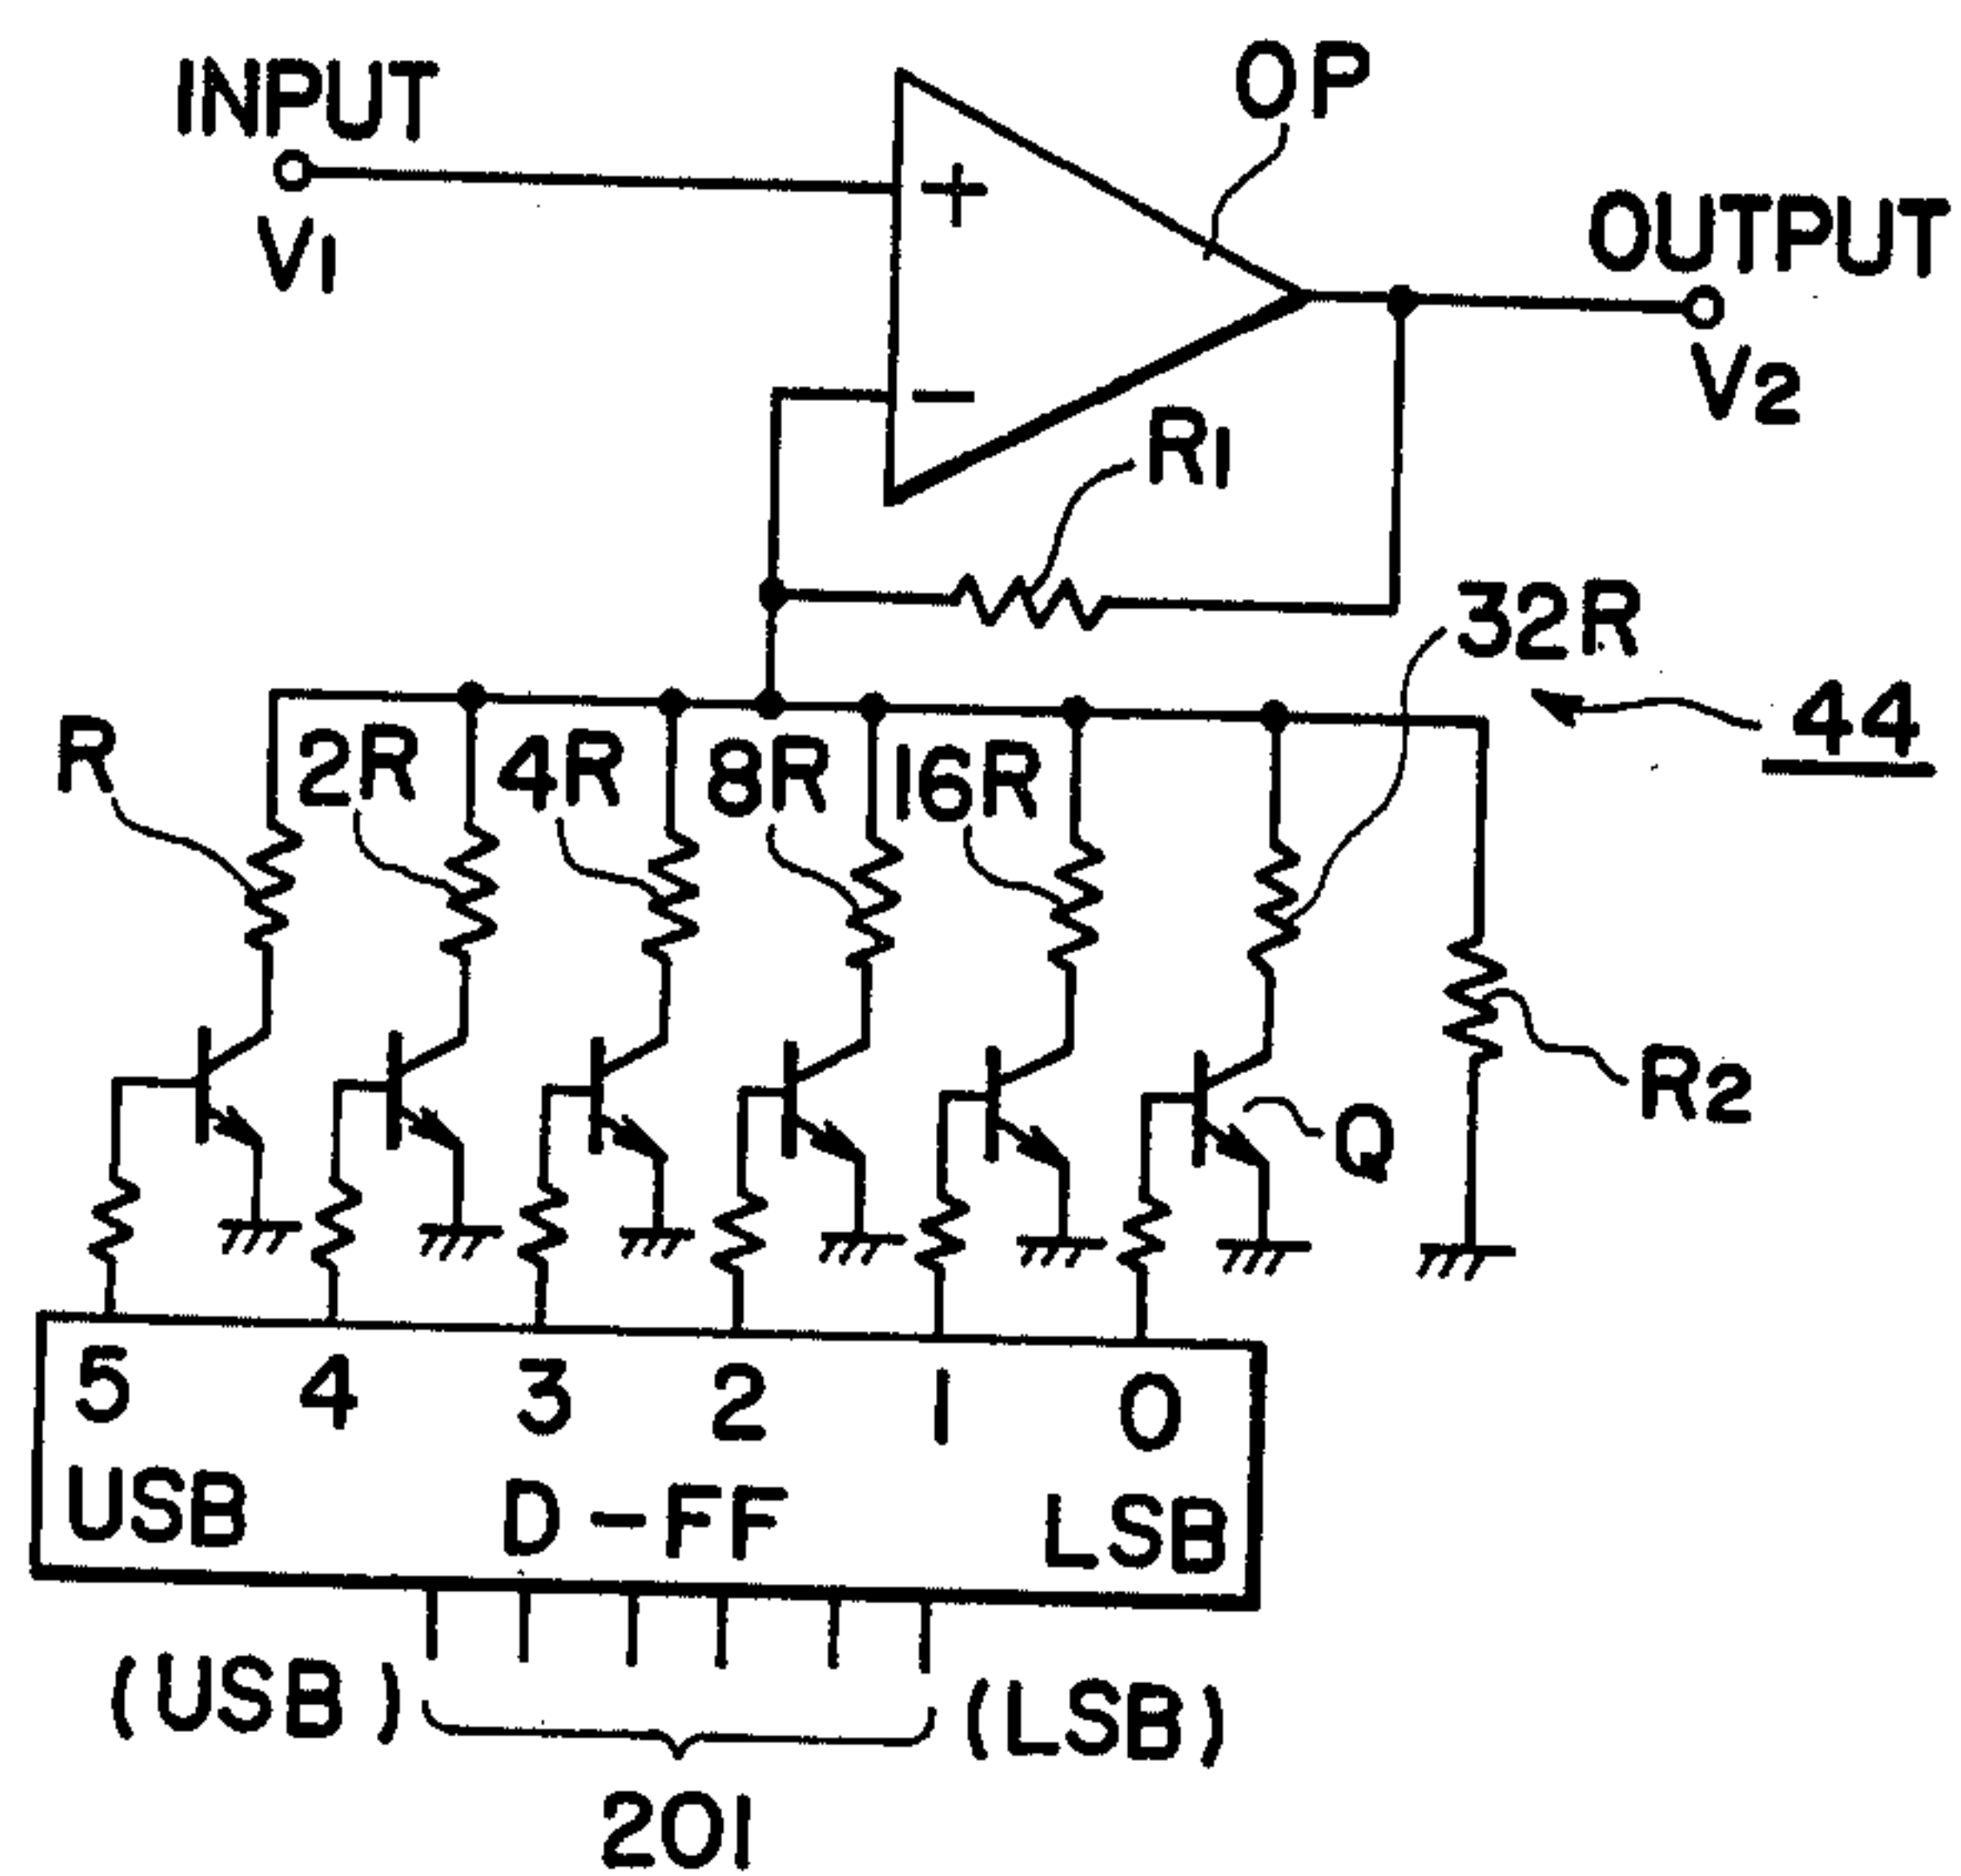 INPUT
V1
+
OP
OUTPUT
V2
−
R1
32R
44
R
2R
4R
8R
16R
R2
Q
5 4 3 2 1 0
USB D-FF LSB
(USB) (LSB)
201